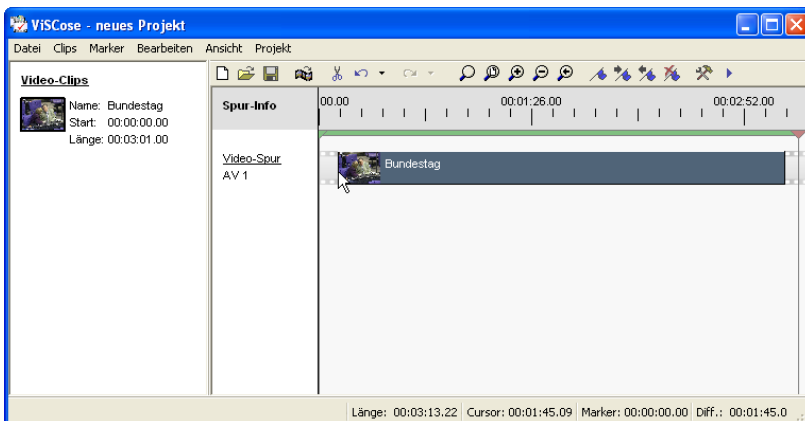 ViSCose - neues Projekt
Datei Clips Marker Bearbeiten Ansicht Projekt
Video-Clips
Name: Bundestag
Start: 00:00:00.00
Länge: 00:03:01.00
Spur-Info
00.00 00:01:26.00 00:02:52.00
Video-Spur
AV 1
Bundestag
Länge: 00:03:13.22 Cursor: 00:01:45.09 Marker: 00:00:00.00 Diff.: 00:01:45.0